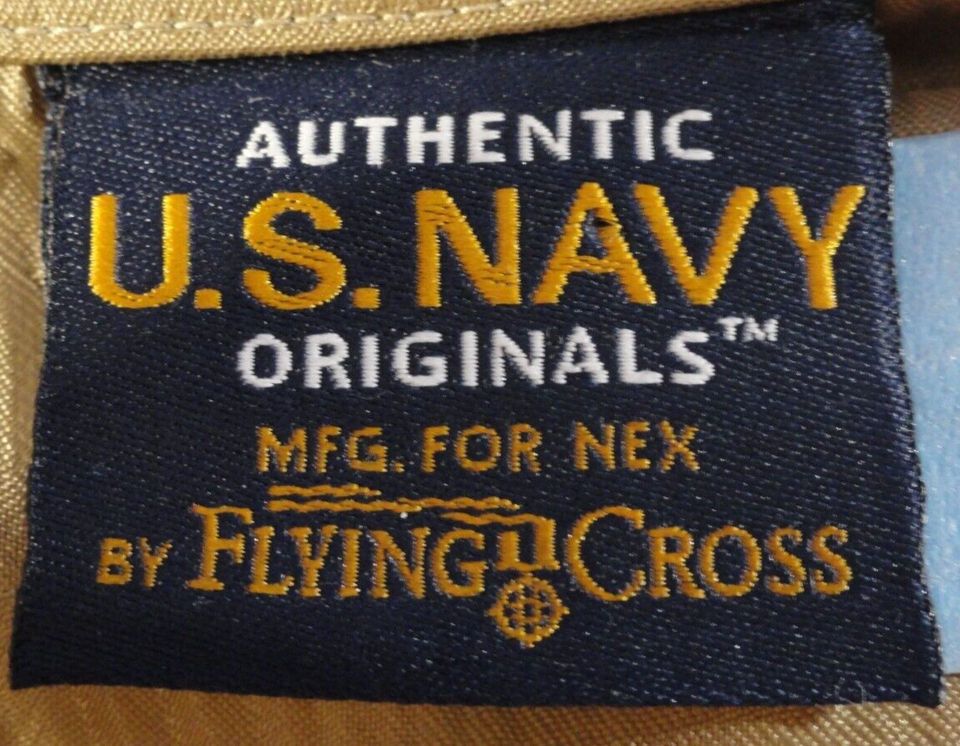 AUTHENTIC
U.S. NAVY
ORIGINALS™
MFG. FOR NEX
BY FLYING CROSS